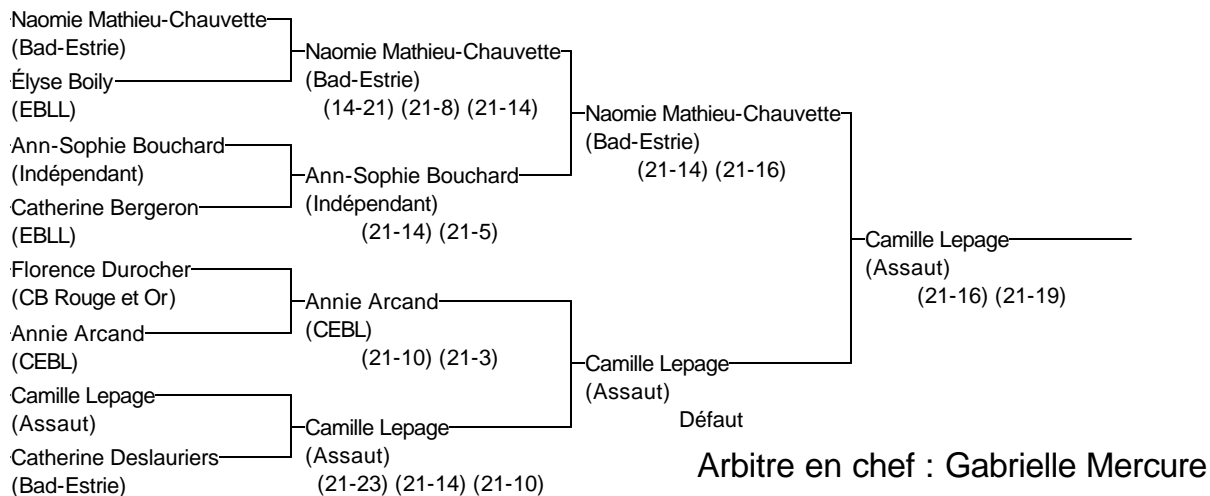 Naomie Mathieu-Chauvette
(Bad-Estrie)
Élyse Boily
(EBLL)
Ann-Sophie Bouchard
(Indépendant)
Catherine Bergeron
(EBLL)
Florence Durocher
(CB Rouge et Or)
Annie Arcand
(CEBL)
Camille Lepage
(Assaut)
Catherine Deslauriers
(Bad-Estrie)
Naomie Mathieu-Chauvette
(Bad-Estrie)
(14-21) (21-8) (21-14)
Ann-Sophie Bouchard
(Indépendant)
(21-14) (21-5)
Annie Arcand
(CEBL)
(21-10) (21-3)
Camille Lepage
(Assaut)
(21-23) (21-14) (21-10)
Naomie Mathieu-Chauvette
(Bad-Estrie)
(21-14) (21-16)
Camille Lepage
(Assaut)
Défaut
Camille Lepage
(Assaut)
(21-16) (21-19)
Arbitre en chef : Gabrielle Mercure